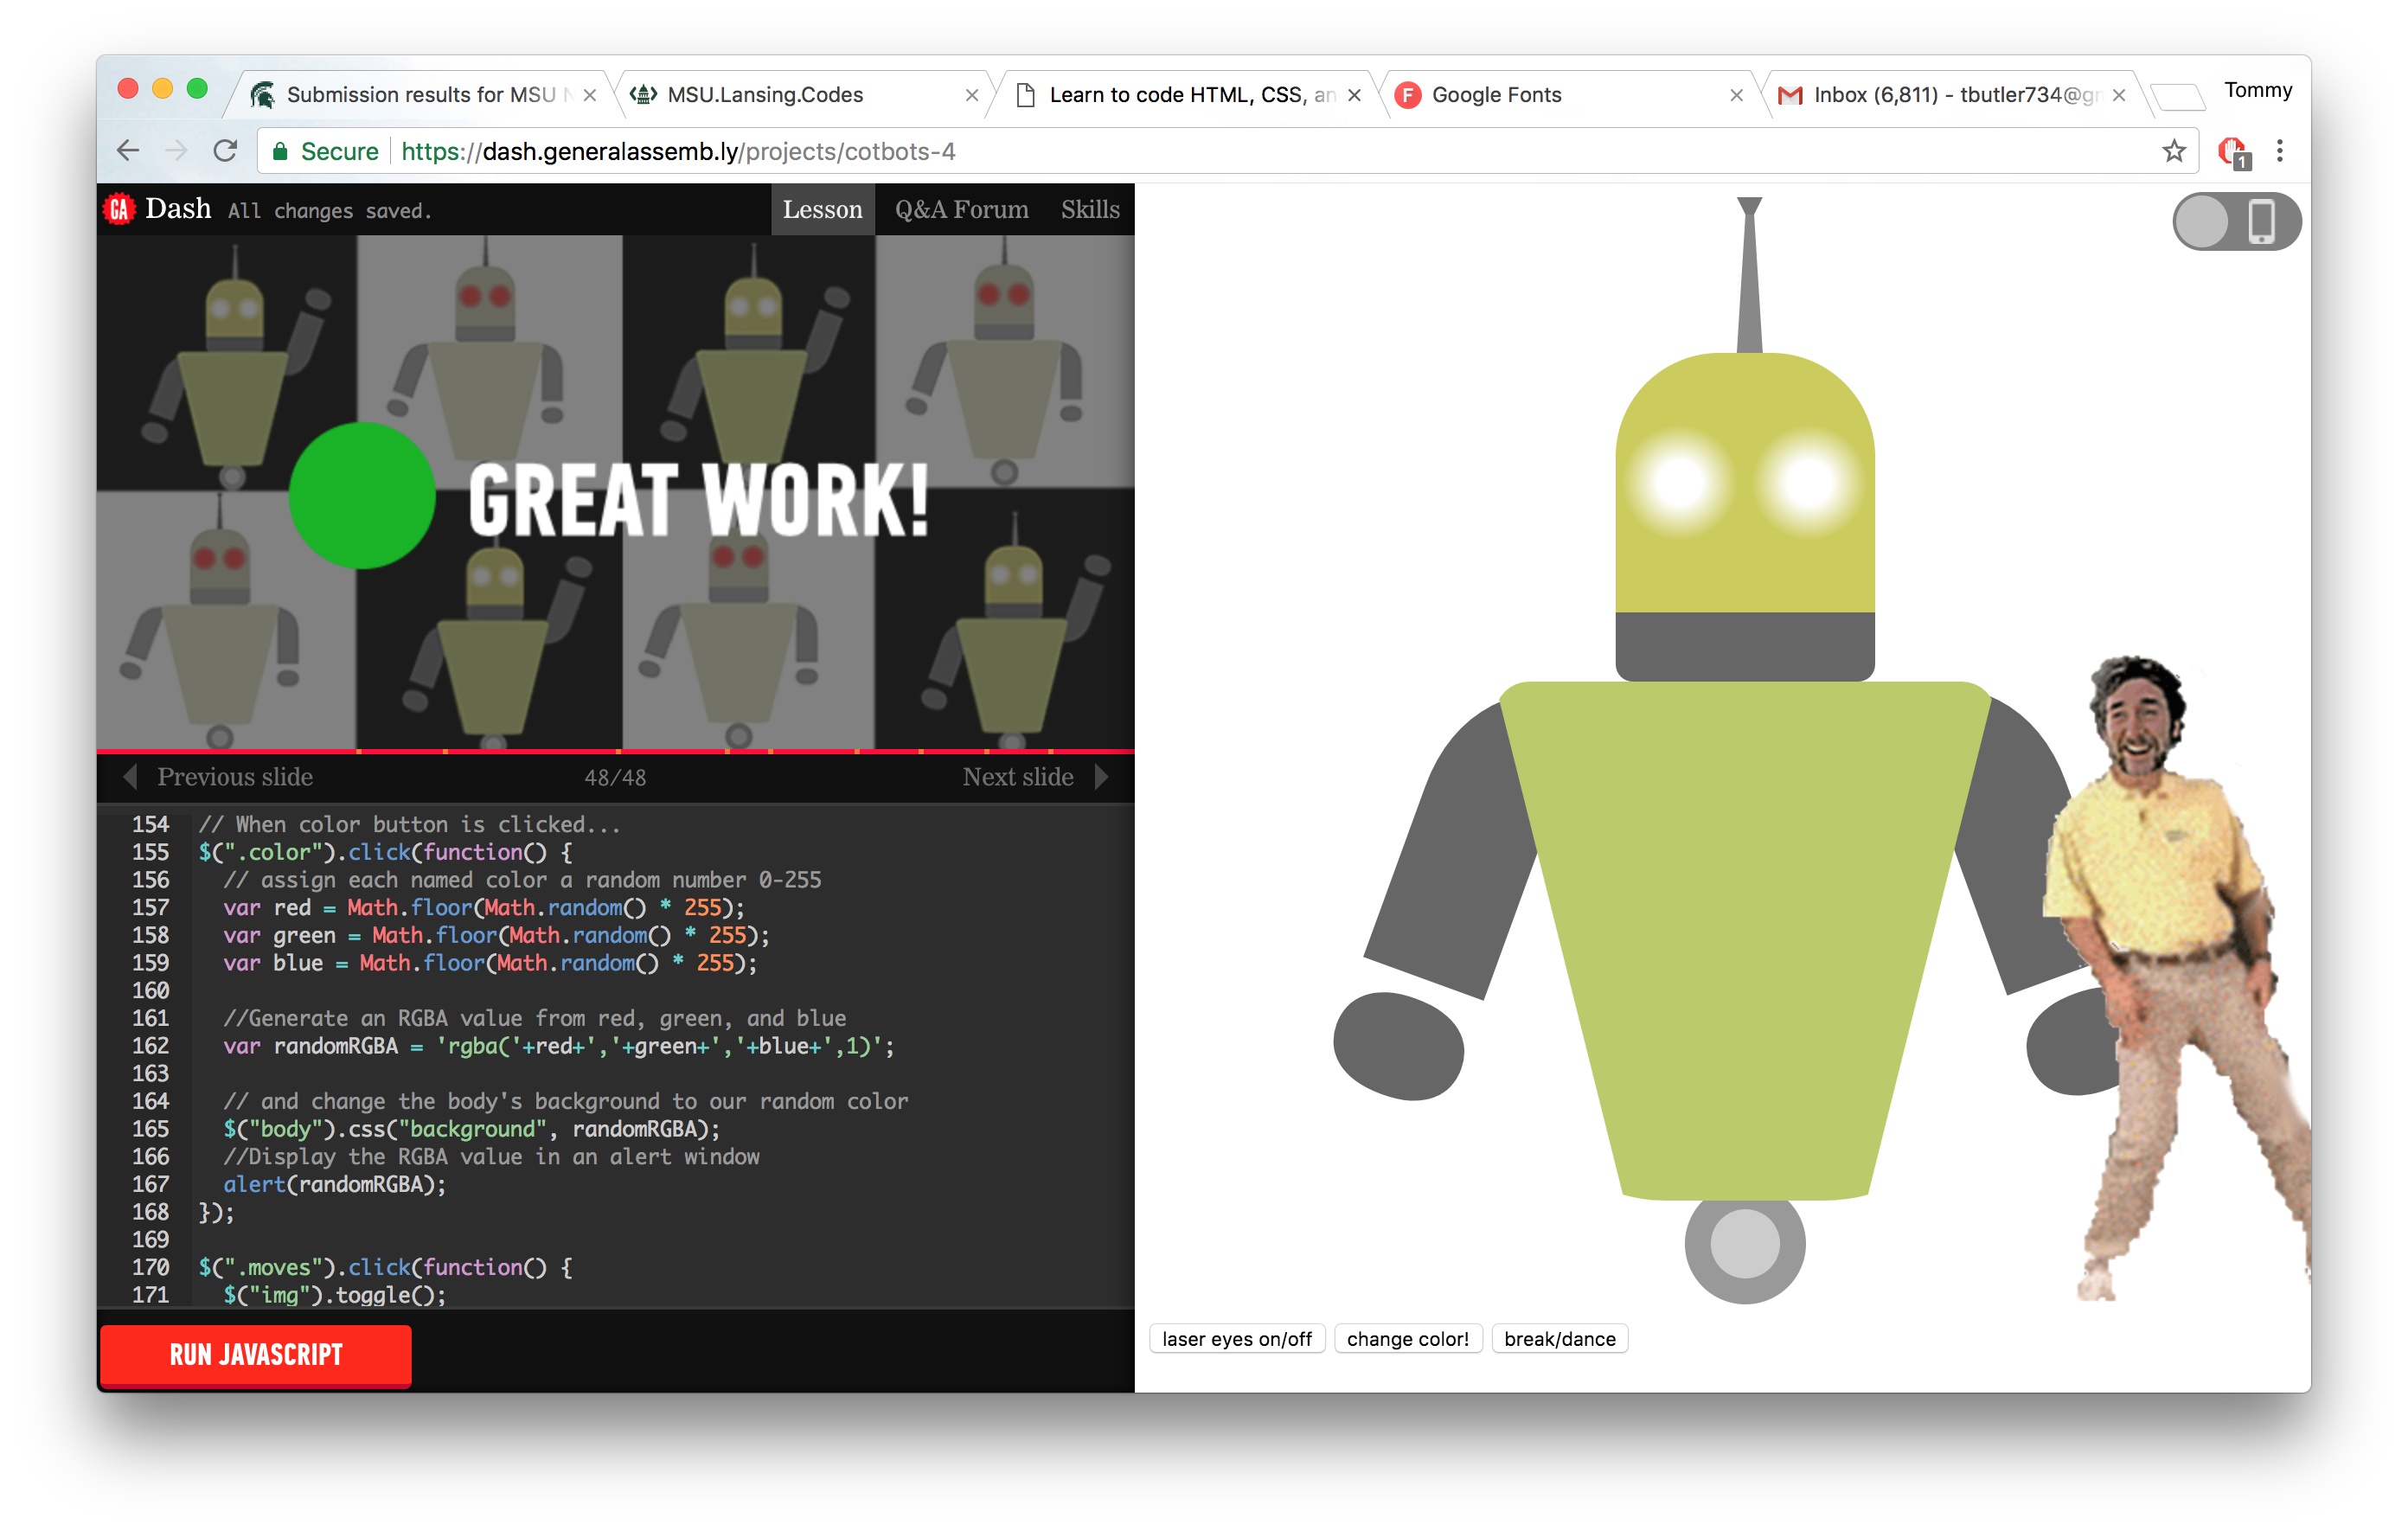 Submission results for MSU N
MSU.Lansing.Codes
Learn to code HTML, CSS, an
F
Google Fonts
Inbox (6,811) - tbutler734@gr
Tommy
Secure
https://dash.generalassemb.ly/projects/cotbots-4
1
GA
Dash
All changes saved.
Lesson
Q&A Forum
Skills
GREAT WORK!
Previous slide
48/48
Next slide
154 // When color button is clicked...
155 $(".color").click(function() {
156   // assign each named color a random number 0-255
157   var red = Math.floor(Math.random() * 255);
158   var green = Math.floor(Math.random() * 255);
159   var blue = Math.floor(Math.random() * 255);
160
161   //Generate an RGBA value from red, green, and blue
162   var randomRGBA = 'rgba('+red+','+green+','+blue+',1)';
163
164   // and change the body's background to our random color
165   $("body").css("background", randomRGBA);
166   //Display the RGBA value in an alert window
167   alert(randomRGBA);
168 });
169
170 $(".moves").click(function() {
171   $("img").toggle();
RUN JAVASCRIPT
laser eyes on/off
change color!
break/dance